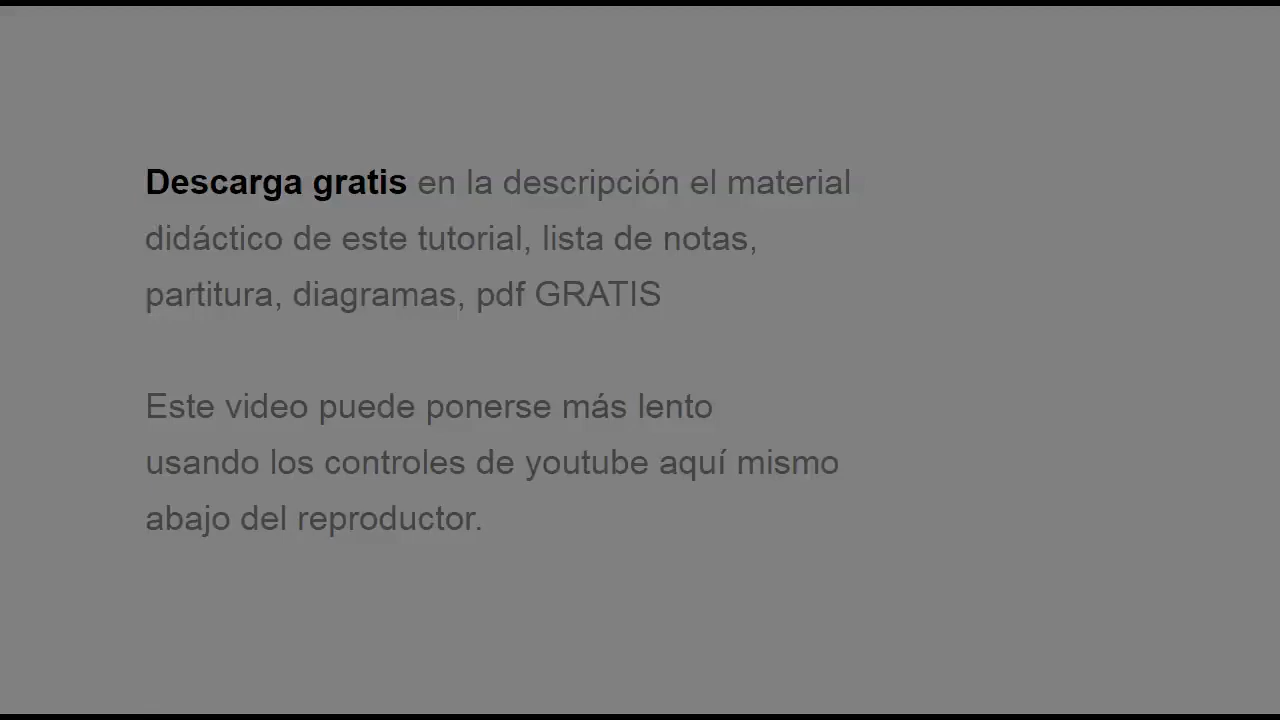 Descarga gratis en la descripción el material
didáctico de este tutorial, lista de notas,
partitura, diagramas, pdf GRATIS
Este video puede ponerse más lento
usando los controles de youtube aquí mismo
abajo del reproductor.